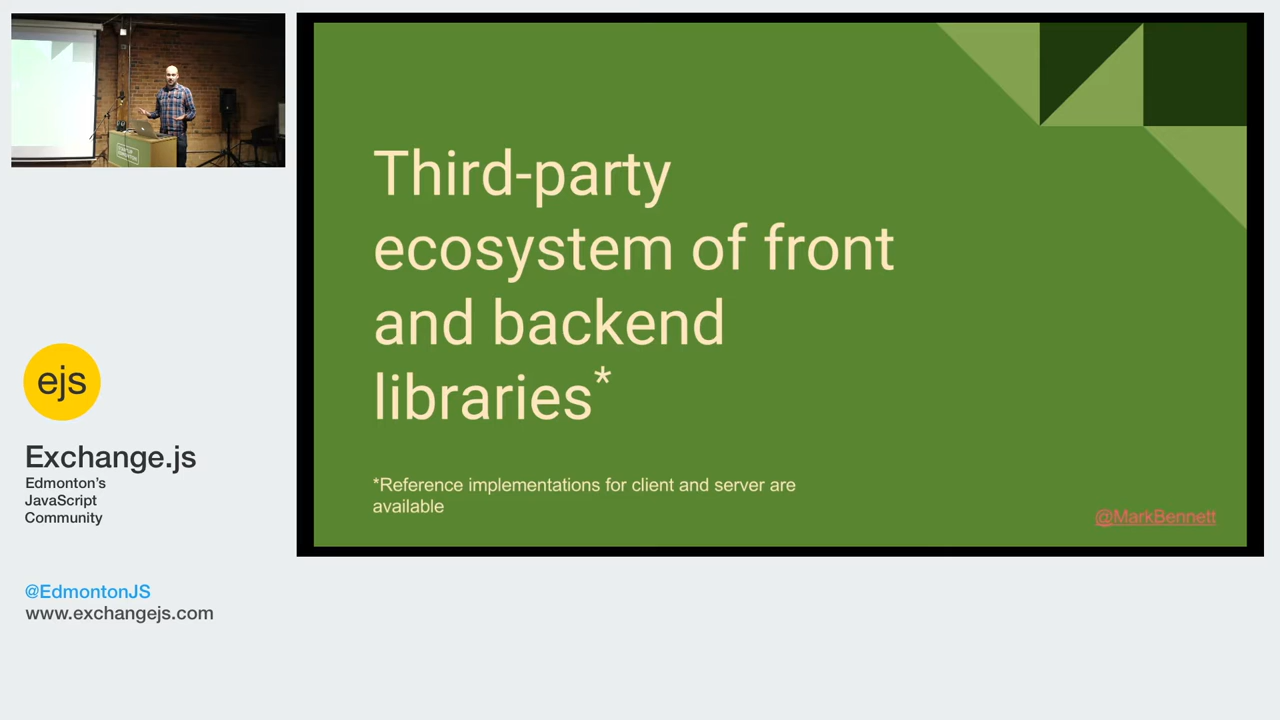 Third-party
ecosystem of front
and backend
libraries*
*Reference implementations for client and server are
available
@MarkBennett
ejs
Exchange.js
Edmonton's
JavaScript
Community
@EdmontonJS
www.exchangejs.com